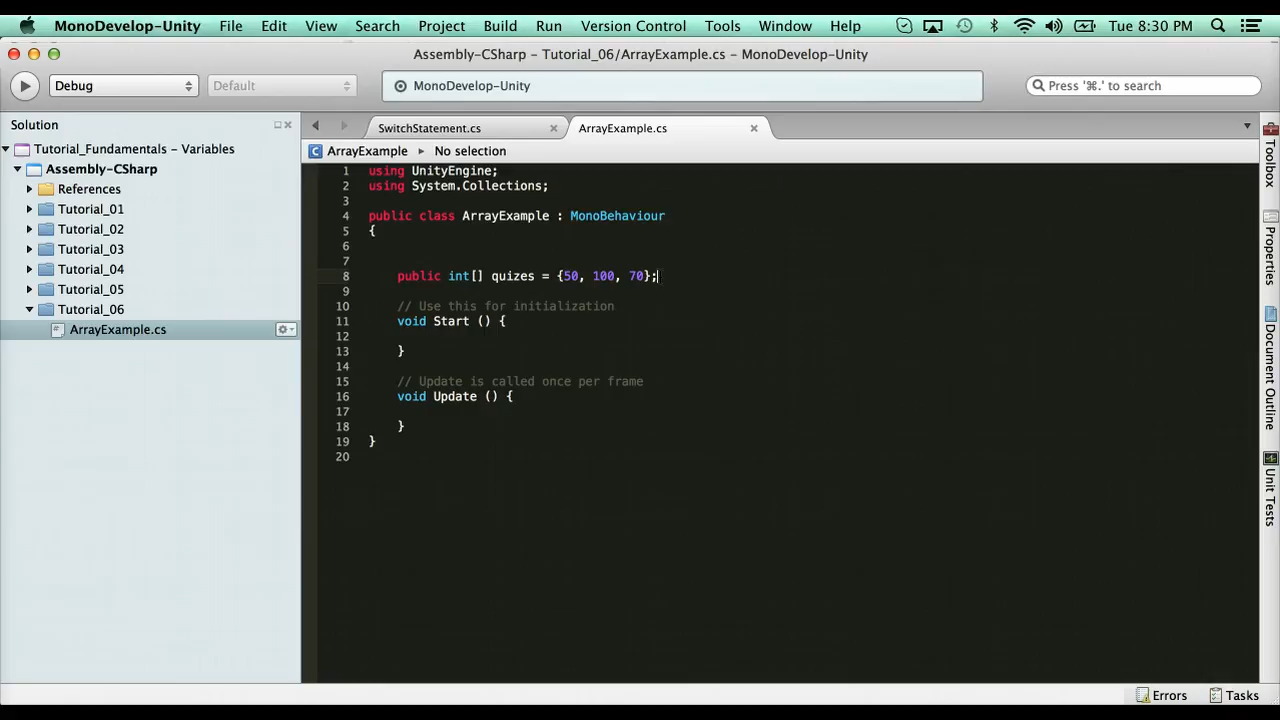 MonoDevelop-Unity File Edit View Search Project Build Run Version Control Tools Window Help Tue 8:30 PM
Assembly-CSharp – Tutorial_06/ArrayExample.cs – MonoDevelop-Unity
Debug Default MonoDevelop-Unity Press '⌘.' to search
Solution
SwitchStatement.cs ArrayExample.cs
Tutorial_Fundamentals – Variables
Assembly-CSharp
References
Tutorial_01
Tutorial_02
Tutorial_03
Tutorial_04
Tutorial_05
Tutorial_06
ArrayExample.cs
ArrayExample No selection
1 using UnityEngine;
2 using System.Collections;
3
4 public class ArrayExample : MonoBehaviour
5 {
6
7
8 public int[] quizes = {50, 100, 70};
9
10 // Use this for initialization
11 void Start () {
12
13 }
14
15 // Update is called once per frame
16 void Update () {
17
18 }
19 }
20
Toolbox
Properties
Document Outline
Unit Tests
Errors Tasks